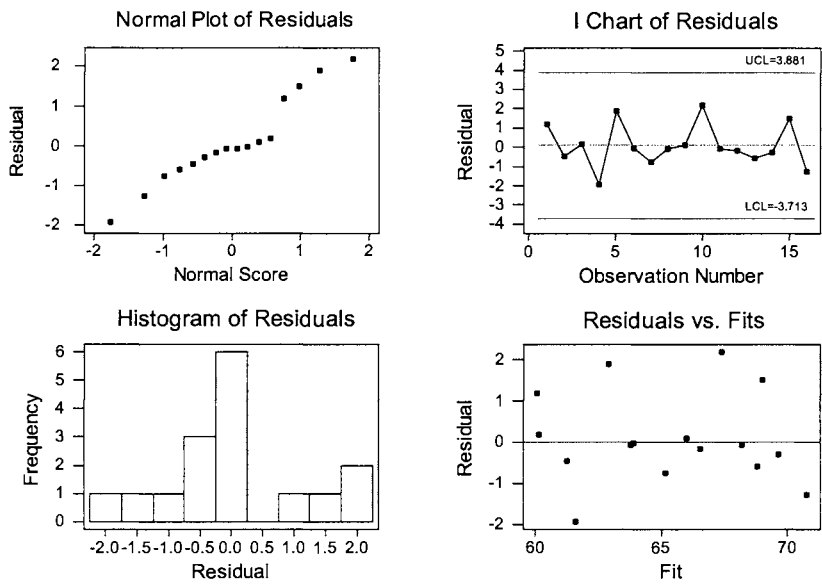 Normal Plot of Residuals
Residual
2
1
0
-1
-2
-2
-1
0
1
2
Normal Score
I Chart of Residuals
Residual
5
4
3
2
1
0
-1
-2
-3
-4
UCL=3.881
LCL=-3.713
0
5
10
15
Observation Number
Histogram of Residuals
Frequency
6
5
4
3
2
1
0
-2.0 -1.5 -1.0 -0.5 0.0 0.5 1.0 1.5 2.0
Residual
Residuals vs. Fits
Residual
2
1
0
-1
-2
60
65
70
Fit